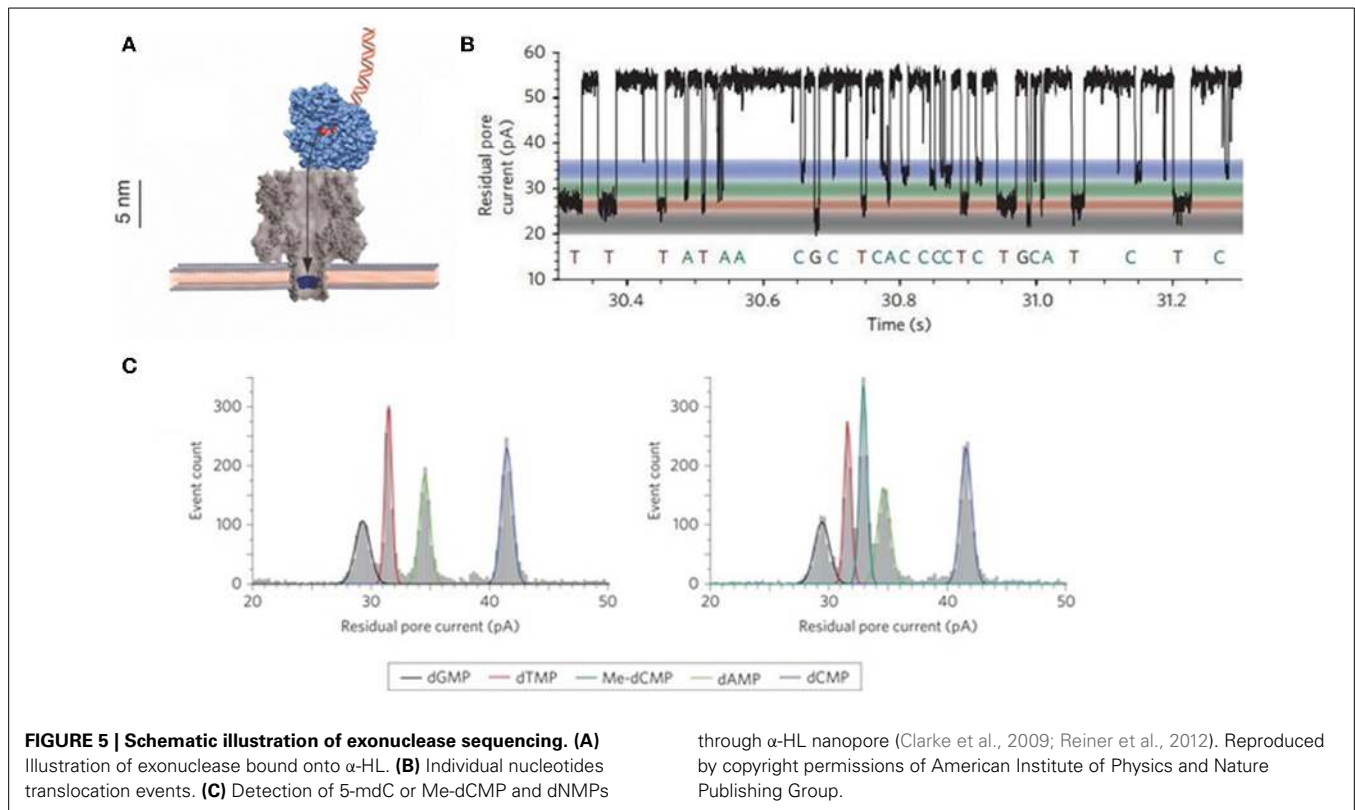 A
5 nm
B
60
50
40
30
20
10
Residual pore
current (pA)
T T T A T A A C G C T C A C C C C T C T G C A T C T C
30.4 30.6 30.8 31.0 31.2
Time (s)
C
300
200
100
0
Event count
20 30 40 50
Residual pore current (pA)
300
200
100
0
Event count
20 30 40 50
Residual pore current (pA)
dGMP dTMP Me-dCMP dAMP dCMP
FIGURE 5 | Schematic illustration of exonuclease sequencing. (A)
Illustration of exonuclease bound onto α-HL. (B) Individual nucleotides
translocation events. (C) Detection of 5-mdC or Me-dCMP and dNMPs
through α-HL nanopore (Clarke et al., 2009; Reiner et al., 2012). Reproduced
by copyright permissions of American Institute of Physics and Nature
Publishing Group.